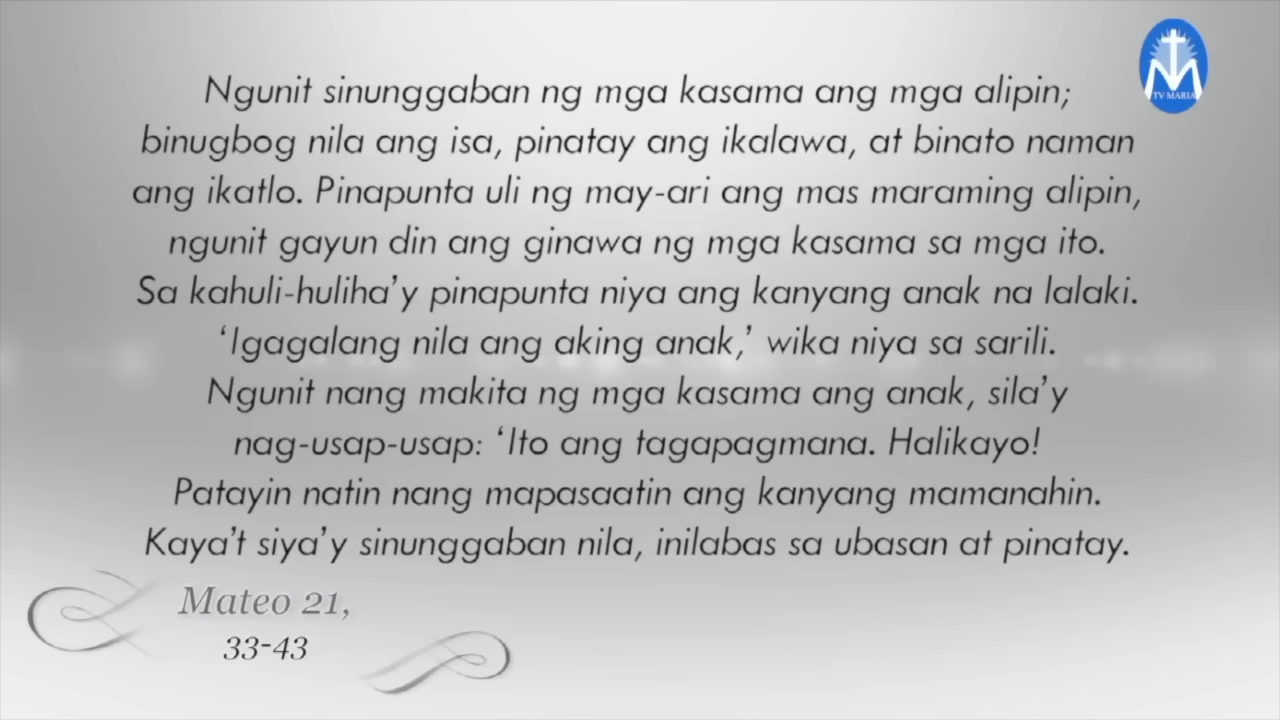 TV MARIA
Ngunit sinunggaban ng mga kasama ang mga alipin;
binugbog nila ang isa, pinatay ang ikalawa, at binato naman
ang ikatlo. Pinapunta uli ng may-ari ang mas maraming alipin,
ngunit gayun din ang ginawa ng mga kasama sa mga ito.
Sa kahuli-huliha’y pinapunta niya ang kanyang anak na lalaki.
‘Igagalang nila ang aking anak,’ wika niya sa sarili.
Ngunit nang makita ng mga kasama ang anak, sila’y
nag-usap-usap: ‘Ito ang tagapagmana. Halikayo!
Patayin natin nang mapasaatin ang kanyang mamanahin.
Kaya’t siya’y sinunggaban nila, inilabas sa ubasan at pinatay.
Mateo 21,
33-43